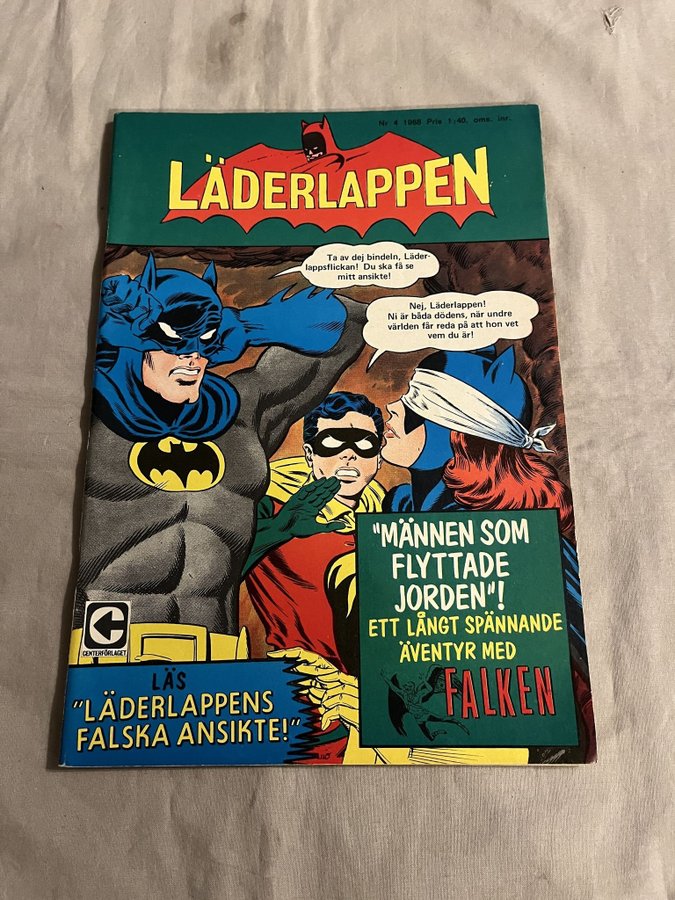 Nr 4 1968 Pris 1:40. oms. inr.
LÄDERLAPPEN
Ta av dej bindeln, Läder-
lappsflickan! Du ska få se
mitt ansikte!
Nej, Läderlappen!
Ni är båda dödens, när undre
världen får reda på att hon vet
vem du är!
"MÄNNEN SOM
FLYTTADE
JORDEN"!
ETT LÅNGT SPÄNNANDE
ÄVENTYR MED
FALKEN
C
CENTERFÖRLAGET
LÄS
"LÄDERLAPPENS
FALSKA ANSIKTE!"